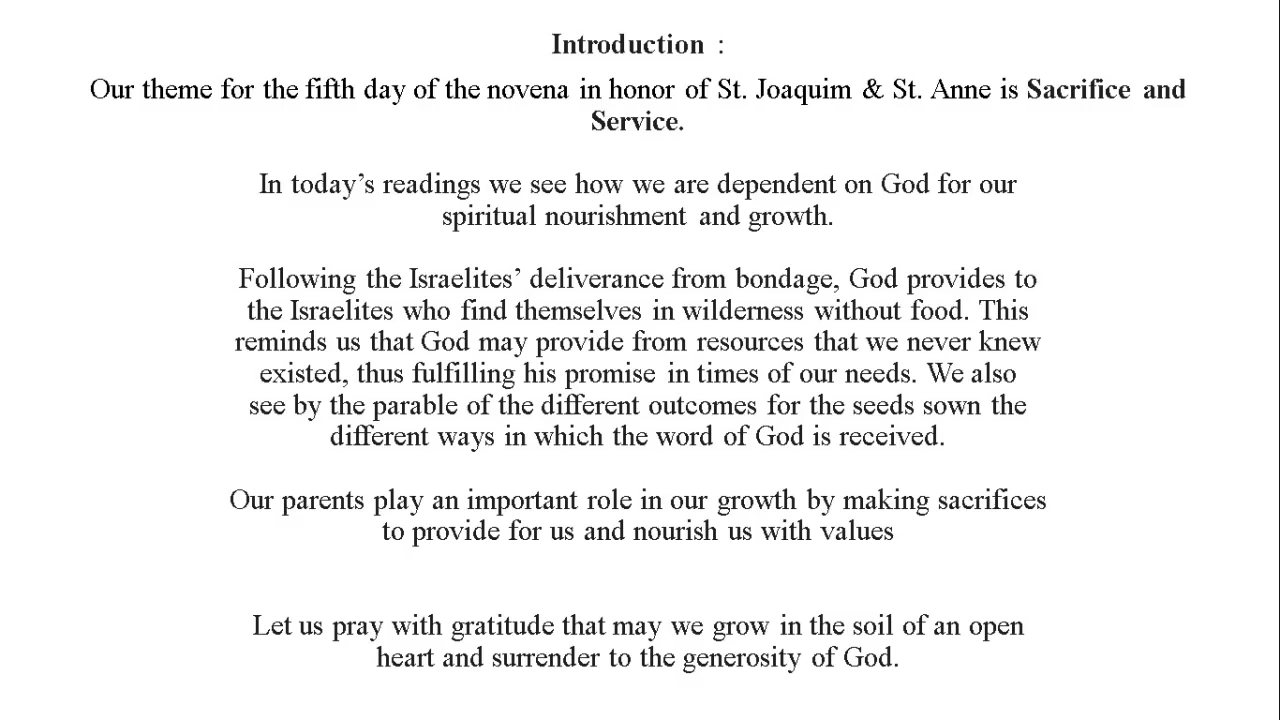 Introduction :
Our theme for the fifth day of the novena in honor of St. Joaquim & St. Anne is Sacrifice and
Service.
In today’s readings we see how we are dependent on God for our
spiritual nourishment and growth.
Following the Israelites’ deliverance from bondage, God provides to
the Israelites who find themselves in wilderness without food. This
reminds us that God may provide from resources that we never knew
existed, thus fulfilling his promise in times of our needs. We also
see by the parable of the different outcomes for the seeds sown the
different ways in which the word of God is received.
Our parents play an important role in our growth by making sacrifices
to provide for us and nourish us with values
Let us pray with gratitude that may we grow in the soil of an open
heart and surrender to the generosity of God.